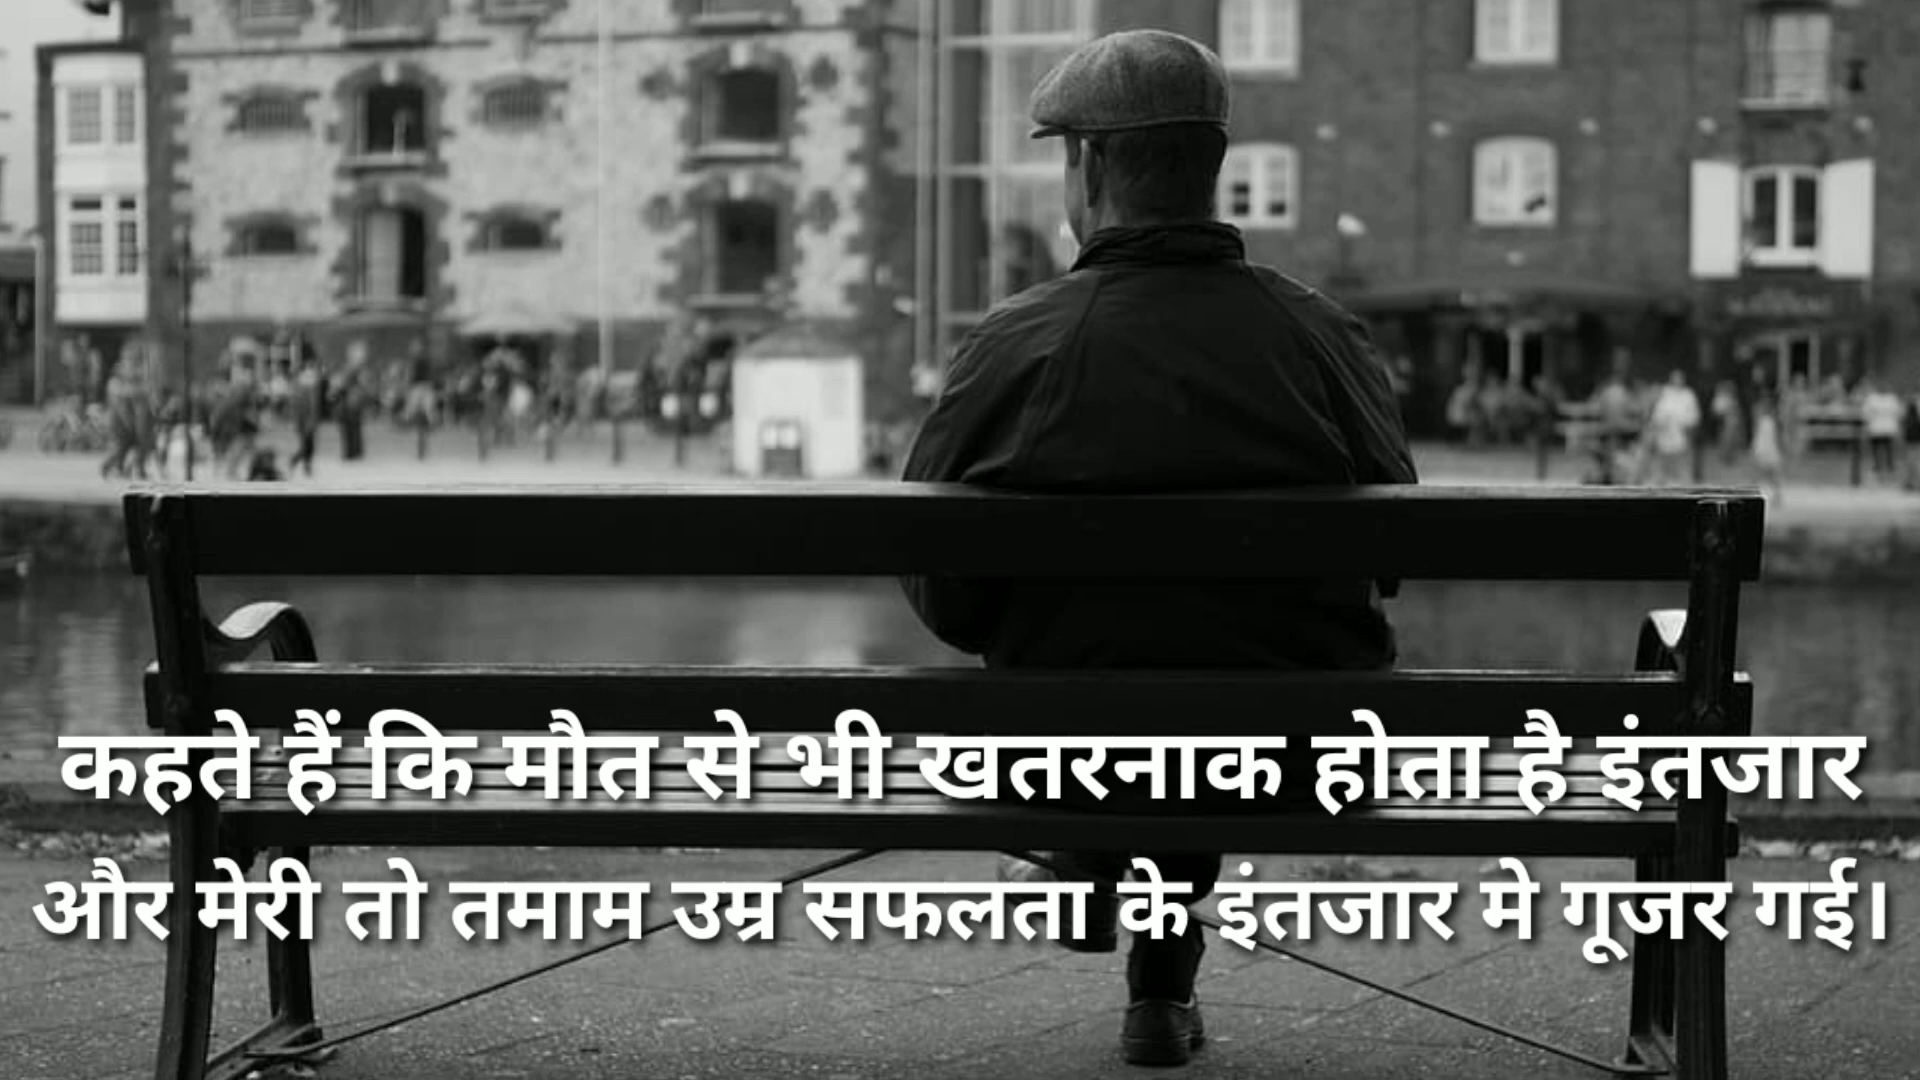 कहते हैं कि मौत से भी खतरनाक होता है इंतजार
और मेरी तो तमाम उम्र सफलता के इंतजार मे गूजर गई।